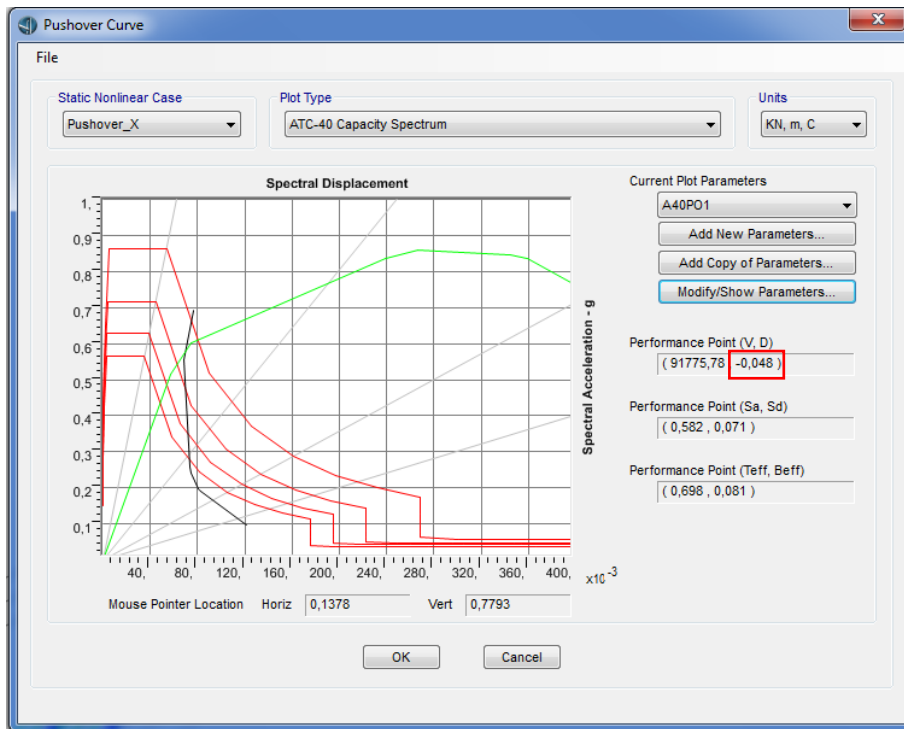 Pushover Curve
File
Static Nonlinear Case
Plot Type
Units
Pushover_X
ATC-40 Capacity Spectrum
KN, m, C
Spectral Displacement
Current Plot Parameters
A40PO1
Add New Parameters...
Add Copy of Parameters...
Modify/Show Parameters...
Performance Point (V, D)
( 91775,78 -0,048 )
Performance Point (Sa, Sd)
( 0,582 , 0,071 )
Performance Point (Teff, Beff)
( 0,698 , 0,081 )
Spectral Acceleration - g
1,
0,9
0,8
0,7
0,6
0,5
0,4
0,3
0,2
0,1
40, 80, 120, 160, 200, 240, 280, 320, 360, 400, x10 -3
Mouse Pointer Location Horiz 0,1378 Vert 0,7793
OK Cancel